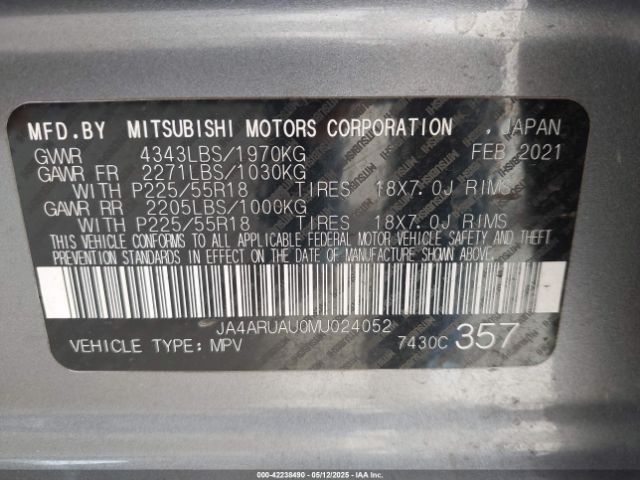 MFD.BY MITSUBISHI MOTORS CORPORATION , JAPAN
GVWR 4343LBS/1970KG FEB 2021
GAWR FR 2271LBS/1030KG
WITH P225/55R18 TIRES 18X7.0J RIMS
GAWR RR 2205LBS/1000KG
WITH P225/55R18 TIRES 18X7.0J RIMS
THIS VEHICLE CONFORMS TO ALL APPLICABLE FEDERAL MOTOR VEHICLE SAFETY AND THEFT
PREVENTION STANDARDS IN EFFECT ON THE DATE OF MANUFACTURE SHOWN ABOVE.
JA4ARUAU0MU024052
VEHICLE TYPE: MPV 7430C 357
000-42238490 - 05/12/2025 - IAAI.COM